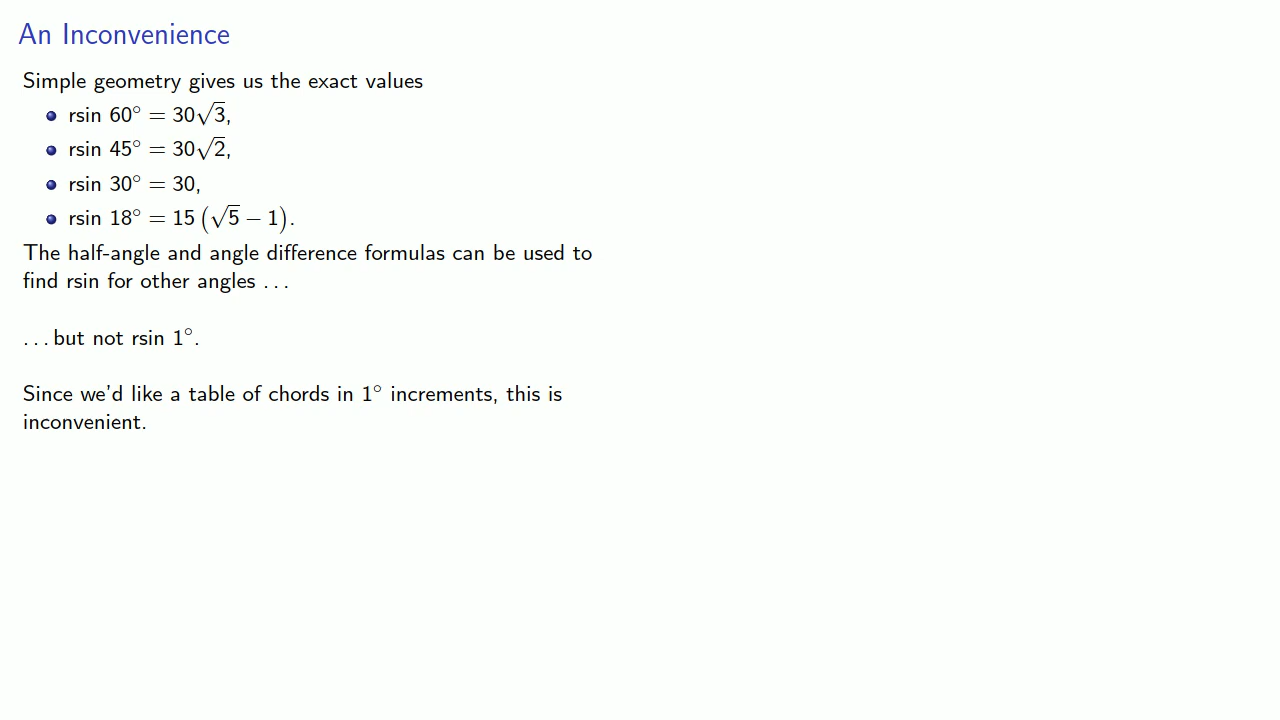 An Inconvenience
Simple geometry gives us the exact values
rsin 60° = 30√3,
rsin 45° = 30√2,
rsin 30° = 30,
rsin 18° = 15 (√5 − 1).
The half-angle and angle difference formulas can be used to
find rsin for other angles . . .
. . . but not rsin 1°.
Since we'd like a table of chords in 1° increments, this is
inconvenient.